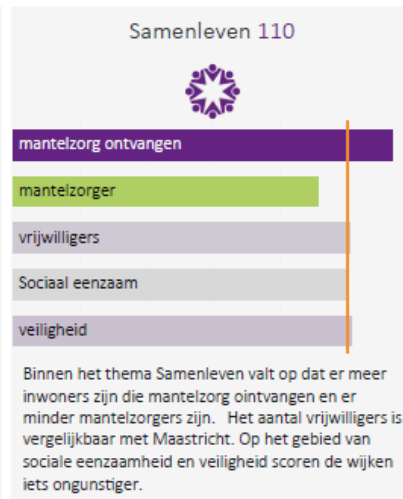 Samenleven 110
mantelzorg ontvangen
mantelzorger
vrijwilligers
Sociaal eenzaam
veiligheid
Binnen het thema Samenleven valt op dat er meer
inwoners zijn die mantelzorg ointvangen en er
minder mantelzorgers zijn.   Het aantal vrijwilligers is
vergelijkbaar met Maastricht. Op het gebied van
sociale eenzaamheid en veiligheid scoren de wijken
iets ongunstiger.